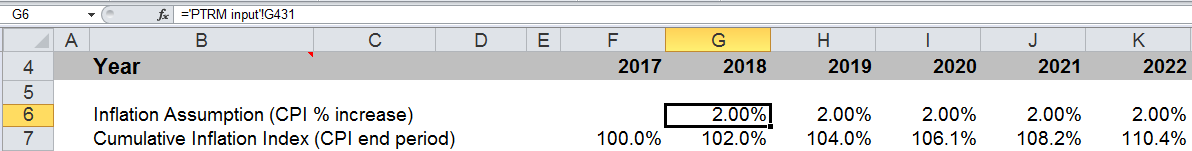 G6 fx ='PTRM input'!G431
A B C D E F G H I J K
4 Year 2017 2018 2019 2020 2021 2022
5
6 Inflation Assumption (CPI % increase) 2.00% 2.00% 2.00% 2.00% 2.00%
7 Cumulative Inflation Index (CPI end period) 100.0% 102.0% 104.0% 106.1% 108.2% 110.4%